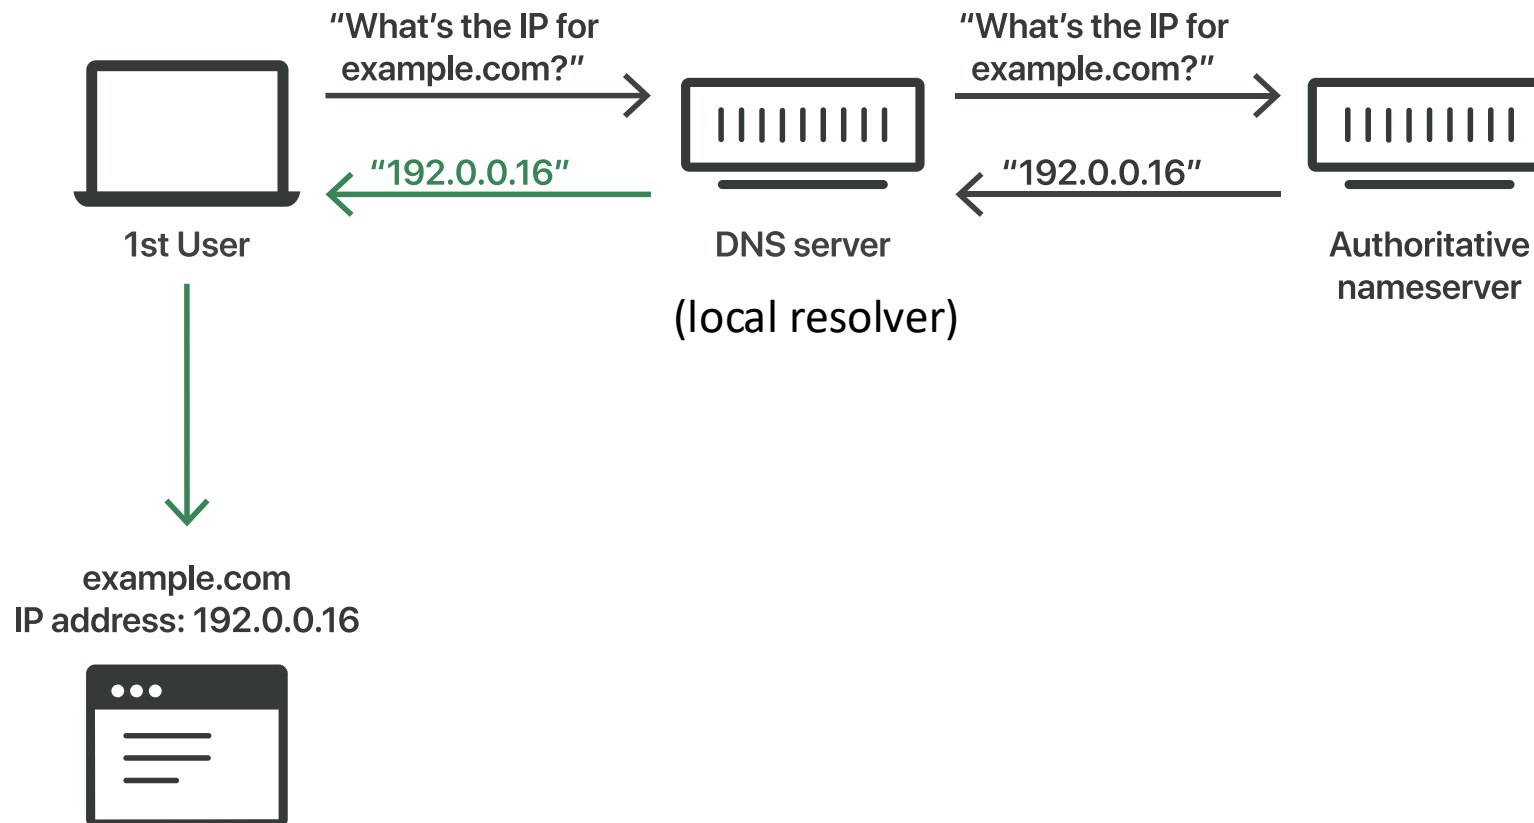 “What’s the IP for
example.com?”
“What’s the IP for
example.com?”
“192.0.0.16”
“192.0.0.16”
1st User
DNS server
Authoritative
nameserver
(local resolver)
example.com
IP address: 192.0.0.16